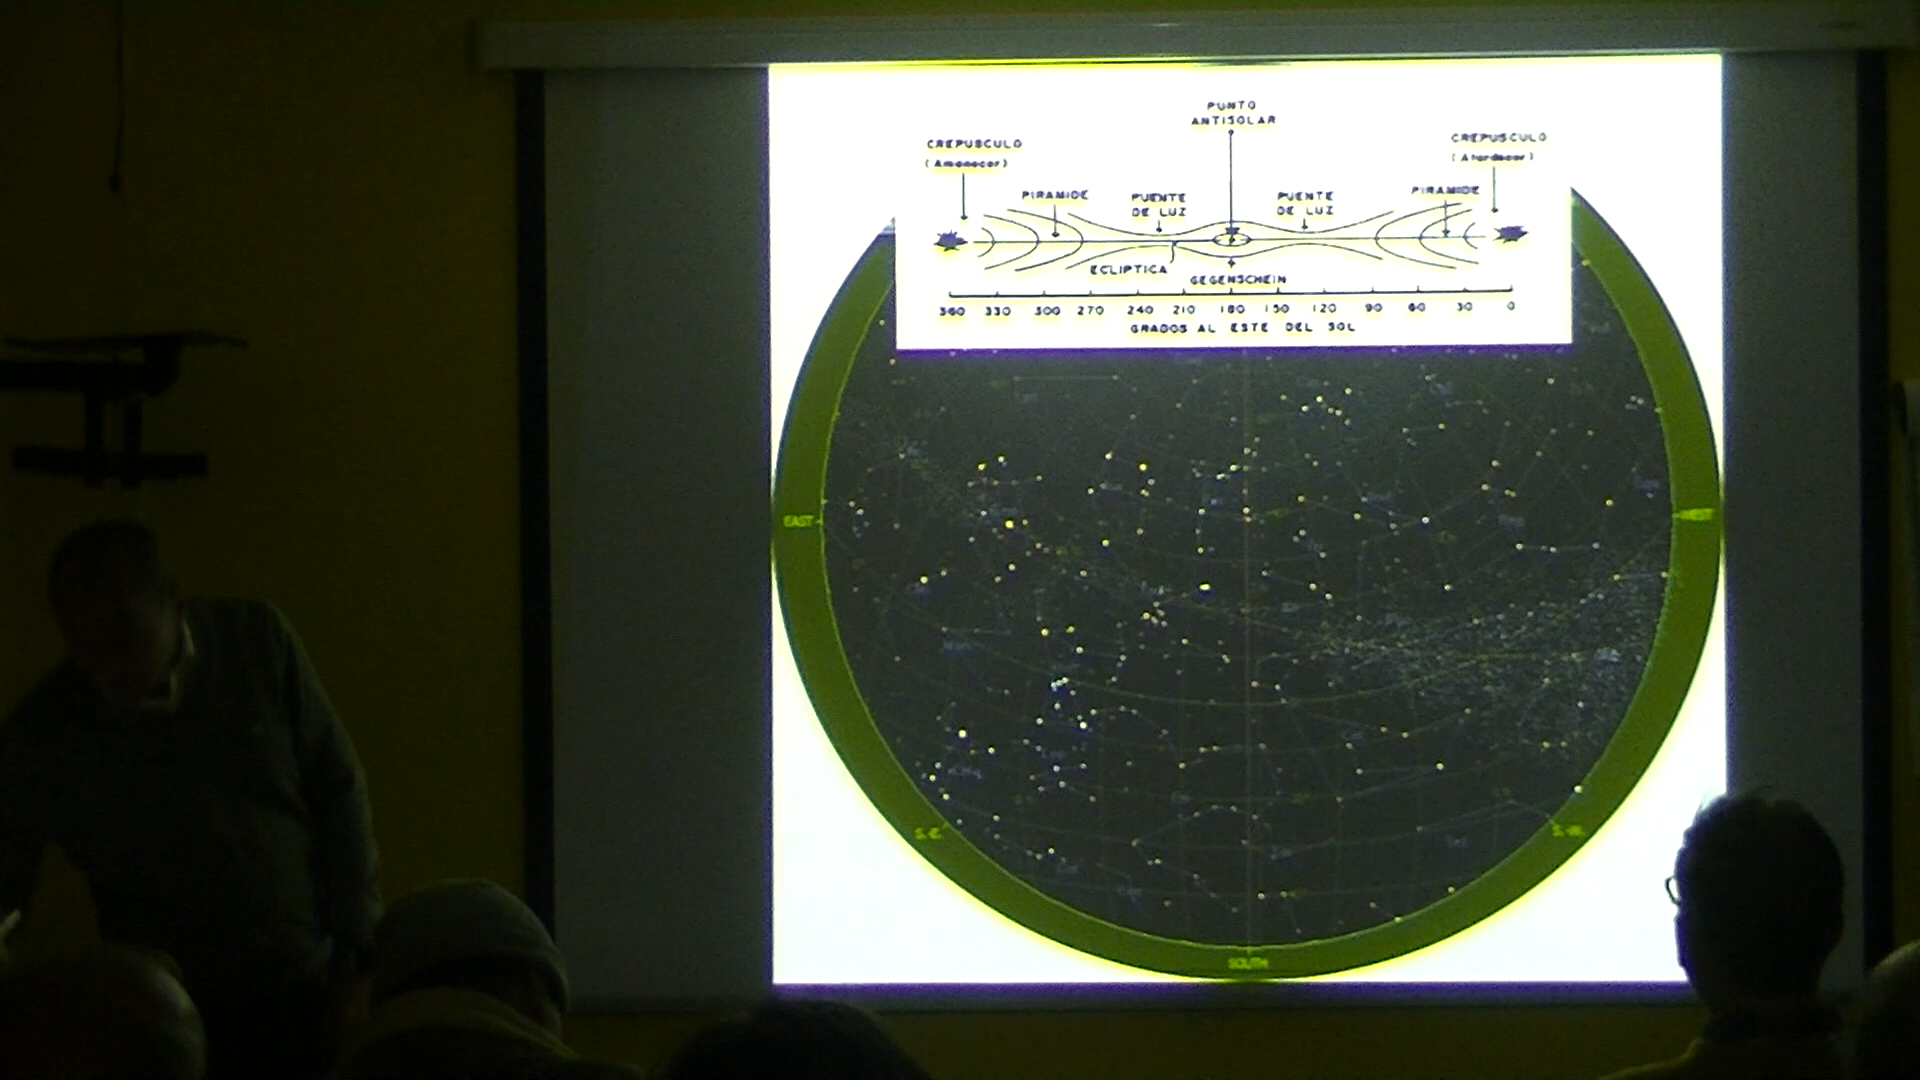 PUNTO
ANTISOLAR
CREPUSCULO
(Amanecer)
CREPUSCULO
(Atardecer)
PIRAMIDE
PUENTE
DE LUZ
PUENTE
DE LUZ
PIRAMIDE
ECLIPTICA
GEGENSCHEIN
360 330 300 270 240 210 180 150 120 90 60 30 0
GRADOS AL ESTE DEL SOL
EAST
WEST
S.-E.
S.-W.
SOUTH